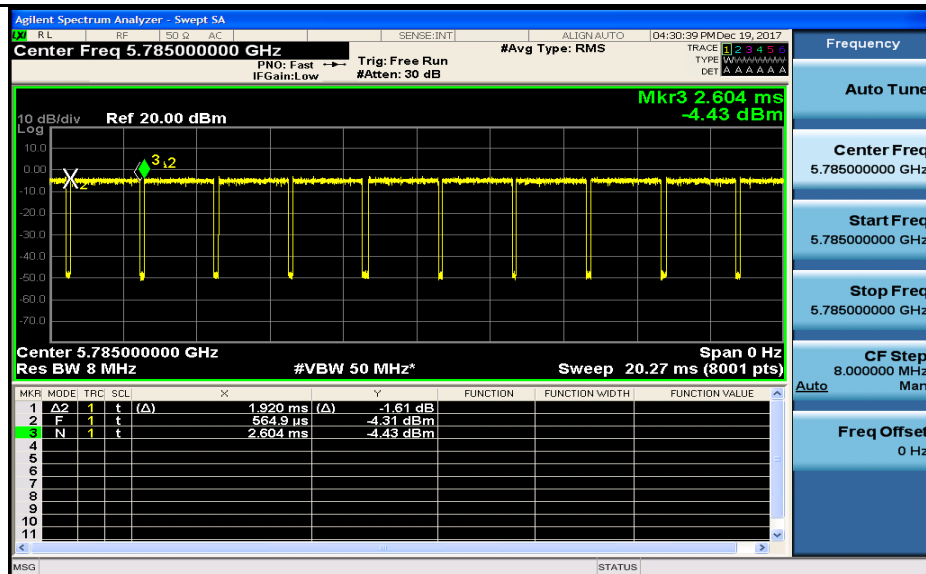 Agilent Spectrum Analyzer - Swept SA
LXI RL RF 50 Ω AC SENSE:INT ALIGN AUTO 04:30:39 PM Dec 19, 2017
Center Freq 5.785000000 GHz #Avg Type: RMS TRACE 1 2 3 4 5 6
PNO: Fast Trig: Free Run TYPE WWWWWW
IFGain:Low #Atten: 30 dB DET A A A A A A
Mkr3 2.604 ms
10 dB/div Ref 20.00 dBm -4.43 dBm
Log
10.0
3 Δ2
0.00
X2
-10.0
-20.0
-30.0
-40.0
-50.0
-60.0
-70.0
Center 5.785000000 GHz Span 0 Hz
Res BW 8 MHz #VBW 50 MHz* Sweep 20.27 ms (8001 pts)
MKR MODE TRC SCL X Y FUNCTION FUNCTION WIDTH FUNCTION VALUE
1 Δ2 1 t (Δ) 1.920 ms (Δ) -1.61 dB
2 F 1 t 564.9 µs -4.31 dBm
3 N 1 t 2.604 ms -4.43 dBm
4
5
6
7
8
9
10
11
MSG STATUS
Frequency
Auto Tune
Center Freq
5.785000000 GHz
Start Freq
5.785000000 GHz
Stop Freq
5.785000000 GHz
CF Step
8.000000 MHz
Auto Man
Freq Offset
0 Hz